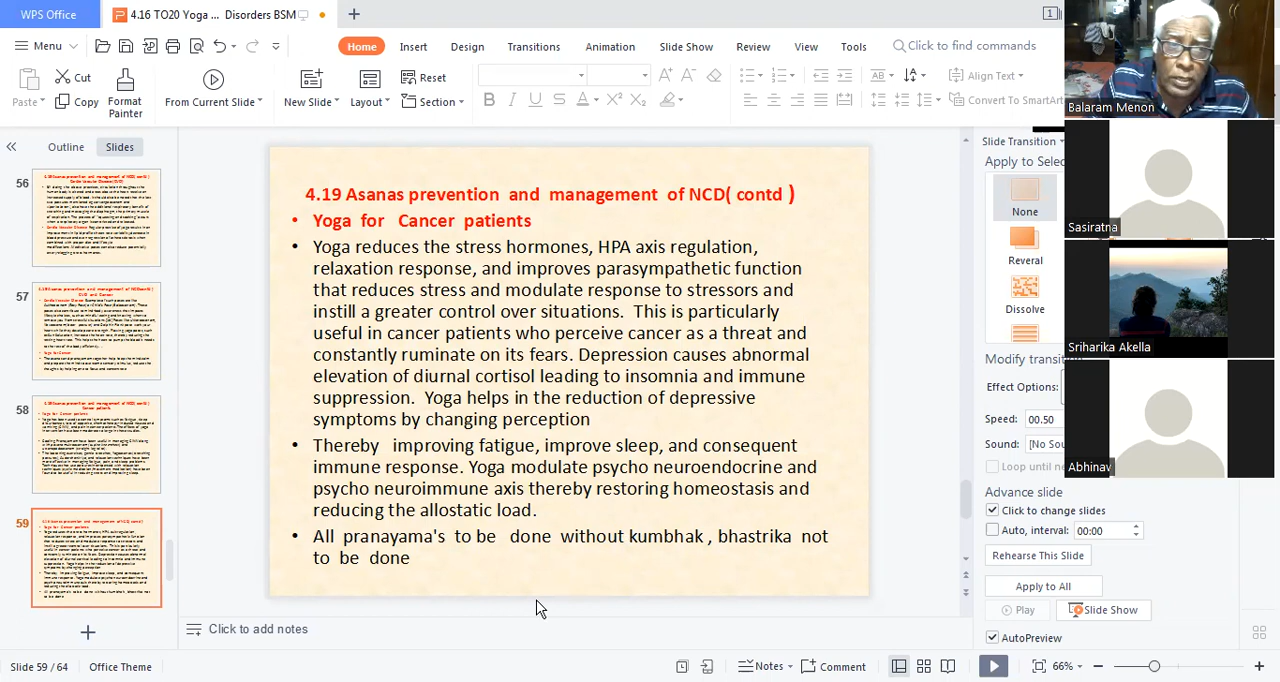 WPS Office
4.16 TO20 Yoga ... Disorders BSM
1
Menu
Home
Insert
Design
Transitions
Animation
Slide Show
Review
View
Tools
Click to find commands
Paste
Cut
Copy
Format Painter
From Current Slide
New Slide
Layout
Reset
Section
Align Text
Convert To SmartArt
Outline
Slides
56
57
58
59
4.19 Asanas prevention and management of NCD( contd )
• Yoga for Cancer patients
• Yoga reduces the stress hormones, HPA axis regulation,
relaxation response, and improves parasympathetic function
that reduces stress and modulate response to stressors and
instill a greater control over situations. This is particularly
useful in cancer patients who perceive cancer as a threat and
constantly ruminate on its fears. Depression causes abnormal
elevation of diurnal cortisol leading to insomnia and immune
suppression. Yoga helps in the reduction of depressive
symptoms by changing perception
• Thereby improving fatigue, improve sleep, and consequent
immune response. Yoga modulate psycho neuroendocrine and
psycho neuroimmune axis thereby restoring homeostasis and
reducing the allostatic load.
• All pranayama's to be done without kumbhak , bhastrika not
to be done
Click to add notes
Slide Transition
Apply to Selec
None
Reveral
Dissolve
Modify transiti
Effect Options:
Speed: 00.50
Sound: [No Sou
Loop until ne
Advance slide
Click to change slides
Auto, interval: 00:00
Rehearse This Slide
Apply to All
Play
Slide Show
AutoPreview
Balaram Menon
Sasiratna
Sriharika Akella
Abhinav
Slide 59 / 64
Office Theme
Notes
Comment
66%